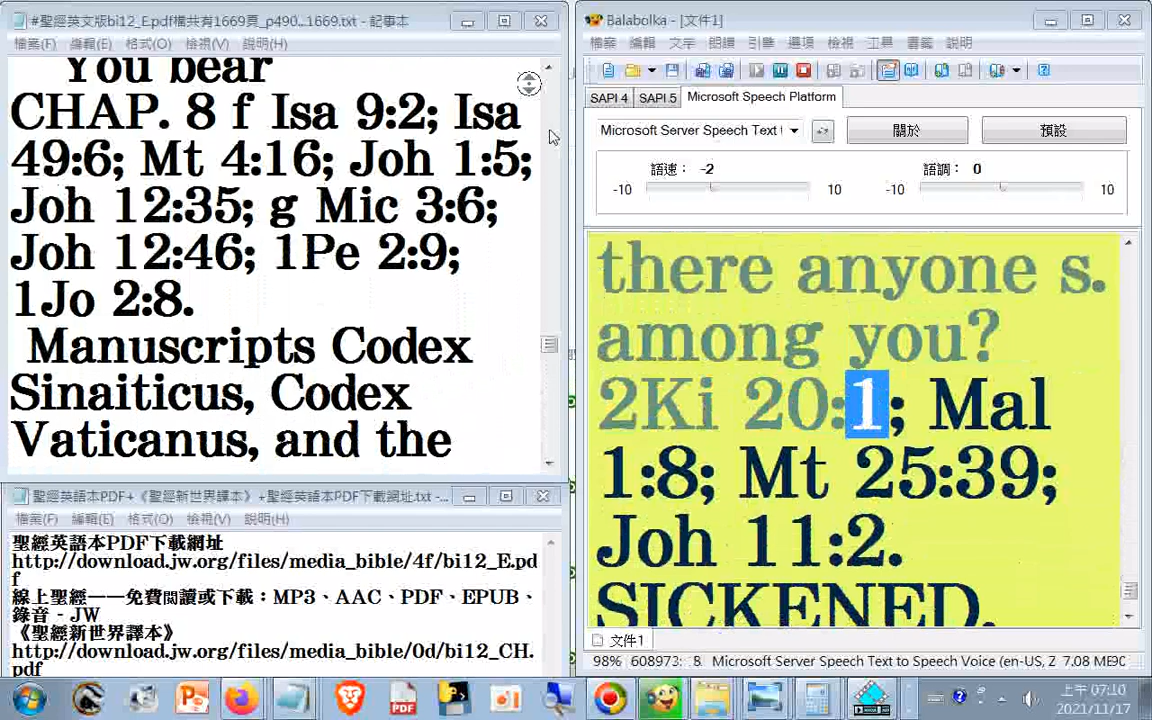 #聖經英文版bi12_E.pdf橫共有1669頁_p490...1669.txt - 記事本
檔案(F) 編輯(E) 格式(O) 檢視(V) 說明(H)
You bear
CHAP. 8 f Isa 9:2; Isa
49:6; Mt 4:16; Joh 1:5;
Joh 12:35; g Mic 3:6;
Joh 12:46; 1Pe 2:9;
1Jo 2:8.
Manuscripts Codex
Sinaiticus, Codex
Vaticanus, and the
聖經英語本PDF+《聖經新世界譯本》+聖經英語本PDF下載網址.txt -...
檔案(F) 編輯(E) 格式(O) 檢視(V) 說明(H)
聖經英語本PDF下載網址
http://download.jw.org/files/media_bible/4f/bi12_E.pd
f
線上聖經——免費閱讀或下載：MP3、AAC、PDF、EPUB、
錄音 - JW
《聖經新世界譯本》
http://download.jw.org/files/media_bible/0d/bi12_CH.
pdf
Balabolka - [文件1]
檔案 編輯 文字 朗讀 引擎 選項 檢視 工具 書籤 說明
SAPI 4 SAPI 5 Microsoft Speech Platform
Microsoft Server Speech Text 關於 預設
語速： -2 語調： 0
-10 10 -10 10
there anyone s.
among you?
2Ki 20:1; Mal
1:8; Mt 25:39;
Joh 11:2.
SICKENED.
文件1
98% 608973: 8. Microsoft Server Speech Text to Speech Voice (en-US, Z 7.08 ME
PDF
上午 07:10
2021/11/17